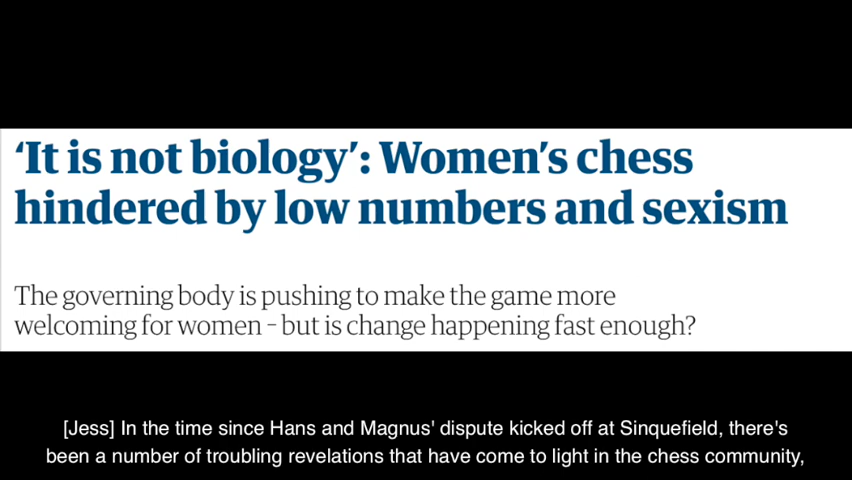 ‘It is not biology’: Women’s chess
hindered by low numbers and sexism
The governing body is pushing to make the game more
welcoming for women – but is change happening fast enough?
[Jess] In the time since Hans and Magnus' dispute kicked off at Sinquefield, there's
been a number of troubling revelations that have come to light in the chess community,